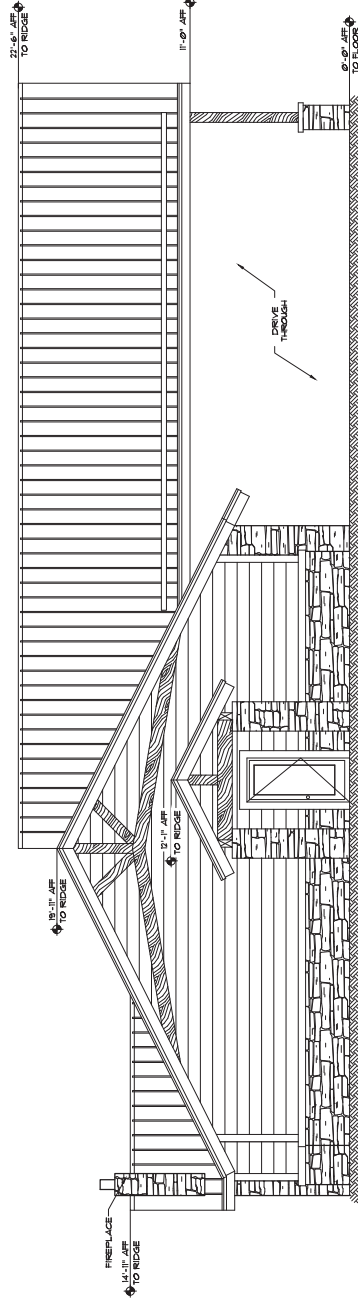 22'-6" AFF
TO RIDGE
19'-11" AFF
TO RIDGE
FIREPLACE
14'-11" AFF
TO RIDGE
12'-1" AFF
TO RIDGE
11'-0" AFF
DRIVE
THROUGH
0'-0" AFF
TO FLOOR